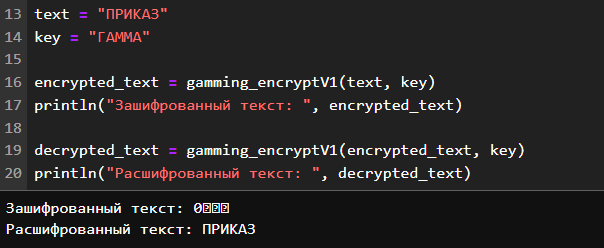 13 text = "ПРИКАЗ"
14 key = "ГАММА"
15
16 encrypted_text = gamming_encryptV1(text, key)
17 println("Зашифрованный текст: ", encrypted_text)
18
19 decrypted_text = gamming_encryptV1(encrypted_text, key)
20 println("Расшифрованный текст: ", decrypted_text)
Зашифрованный текст: 0
Расшифрованный текст: ПРИКАЗ